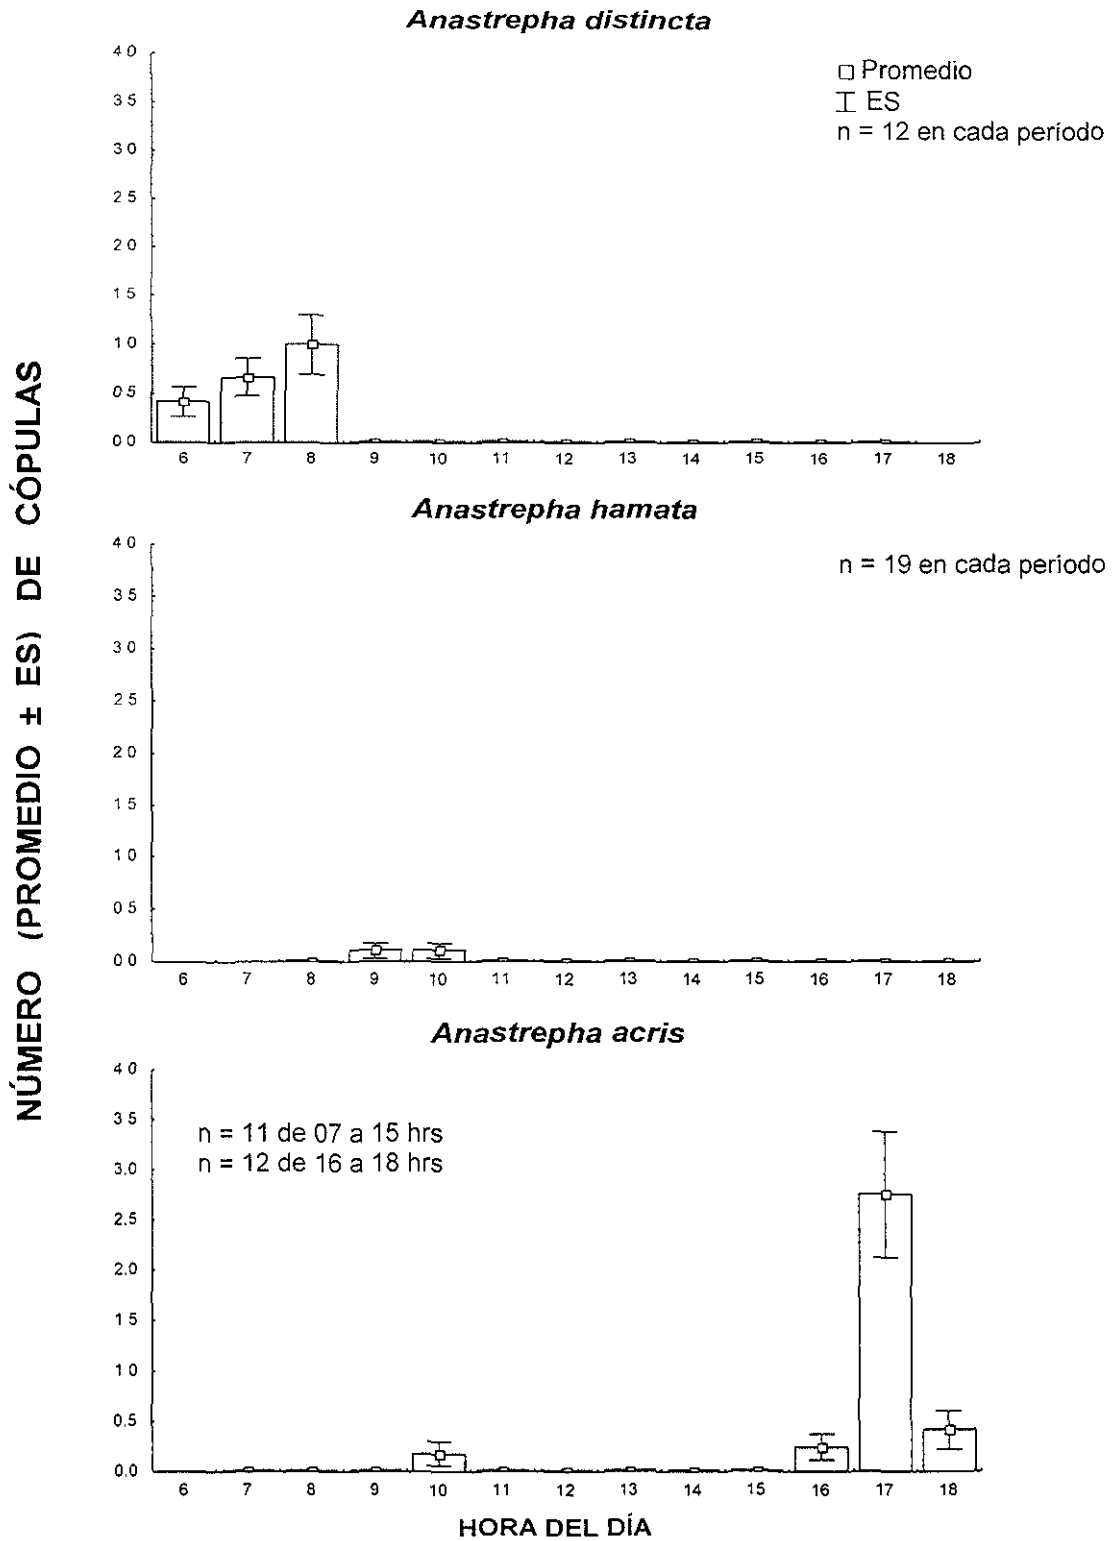 Anastrepha distincta
NÚMERO (PROMEDIO ± ES) DE CÓPULAS
Promedio
ES
n = 12 en cada período
4 0
3 5
3 0
2 5
2 0
1 5
1 0
0 5
0 0
6 7 8 9 10 11 12 13 14 15 16 17 18
Anastrepha hamata
n = 19 en cada período
4 0
3 5
3 0
2 5
2 0
1 5
1 0
0 5
0 0
6 7 8 9 10 11 12 13 14 15 16 17 18
Anastrepha acris
n = 11 de 07 a 15 hrs
n = 12 de 16 a 18 hrs
4 0
3.5
3.0
2.5
2.0
1 5
1.0
0.5
0.0
6 7 8 9 10 11 12 13 14 15 16 17 18
HORA DEL DÍA